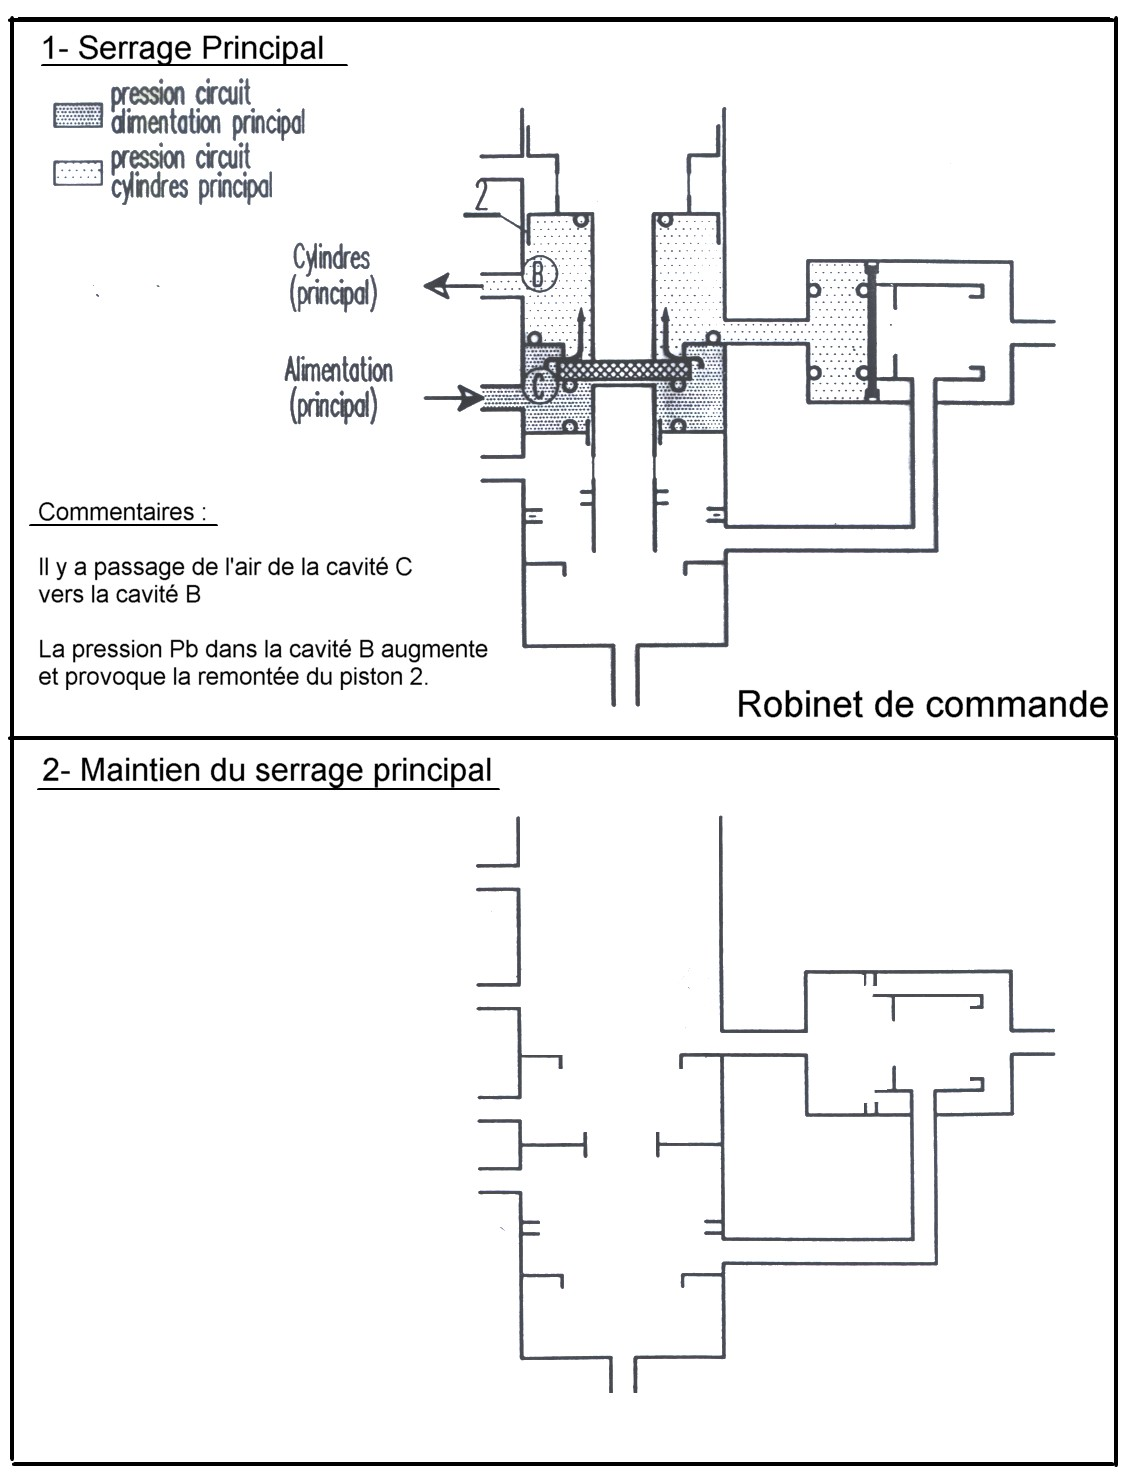 1- Serrage Principal
pression circuit
alimentation principal
pression circuit
cylindres principal
2
Cylindres
(principal)
B
Alimentation
(principal)
C
Commentaires :
Il y a passage de l'air de la cavité C
vers la cavité B
La pression Pb dans la cavité B augmente
et provoque la remontée du piston 2.
Robinet de commande
2- Maintien du serrage principal